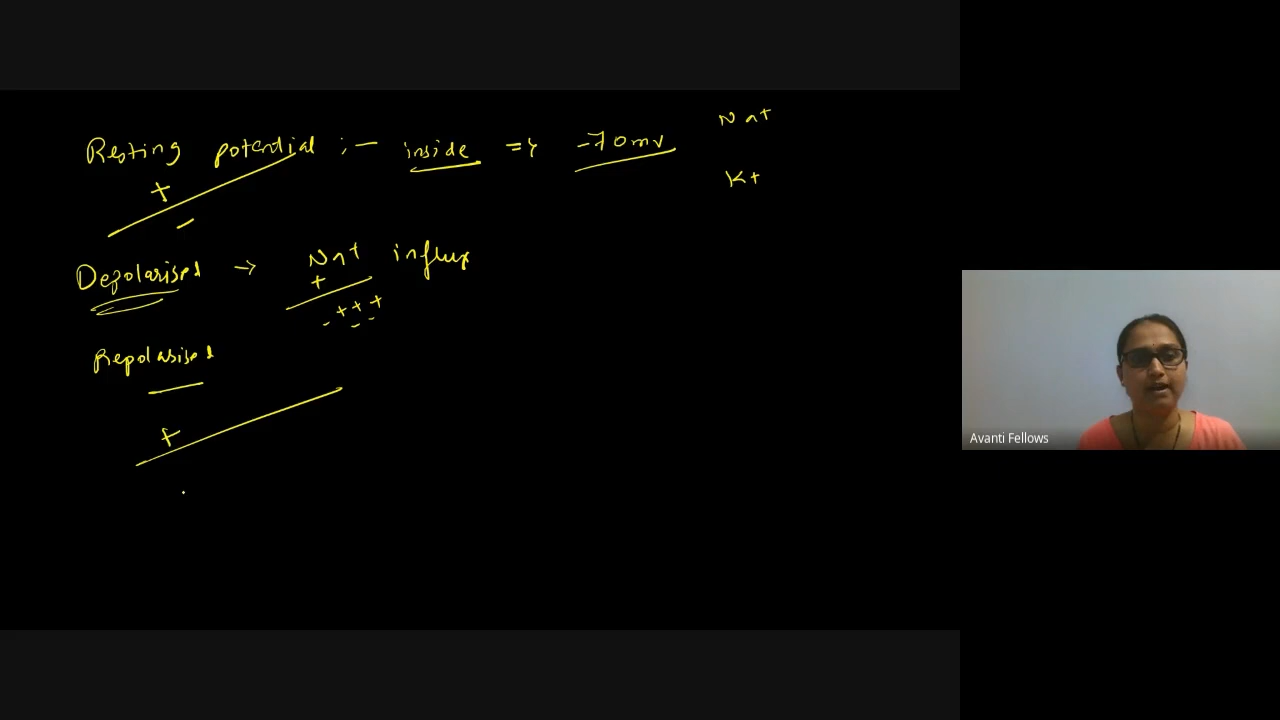 Resting potential :- inside => -70mv
Na+
K+
+
-
Depolarised → Na+ influx
+
+ + +
- - -
Repolarised
+
Avanti Fellows